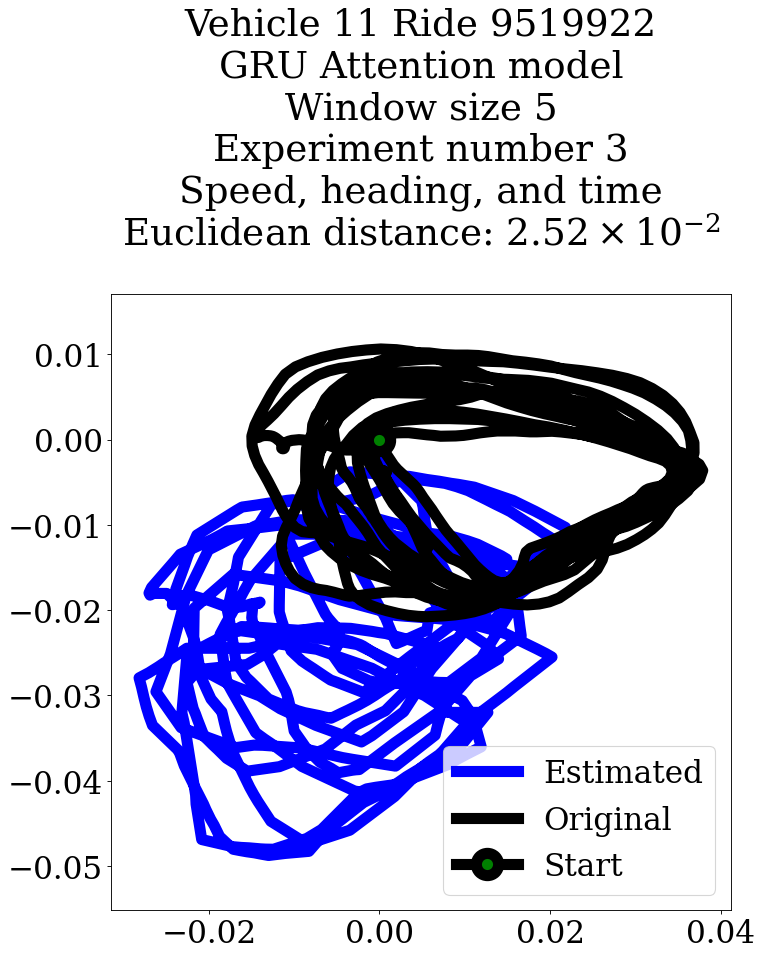 Vehicle 11 Ride 9519922
GRU Attention model
Window size 5
Experiment number 3
Speed, heading, and time
Euclidean distance: 2.52 × 10⁻²
0.01
0.00
−0.01
−0.02
−0.03
−0.04
−0.05
Estimated
Original
Start
−0.02 0.00 0.02 0.04